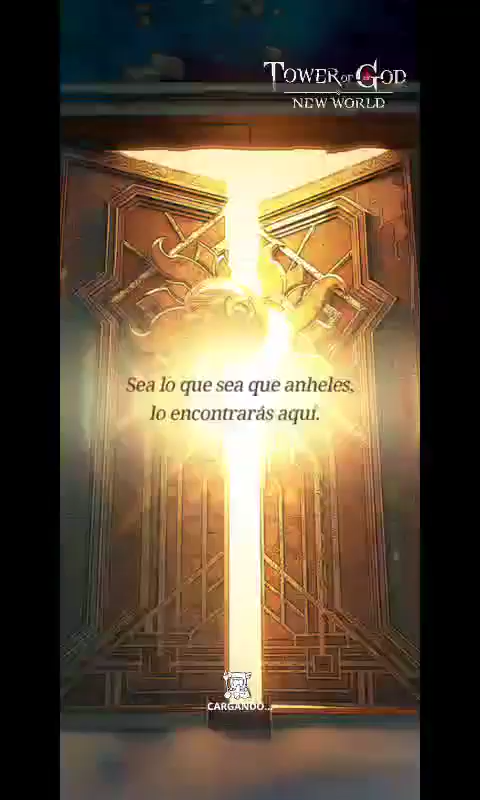 TOWER OF GOD
NEW WORLD
Sea lo que sea que anheles,
lo encontrarás aquí.
CARGANDO...